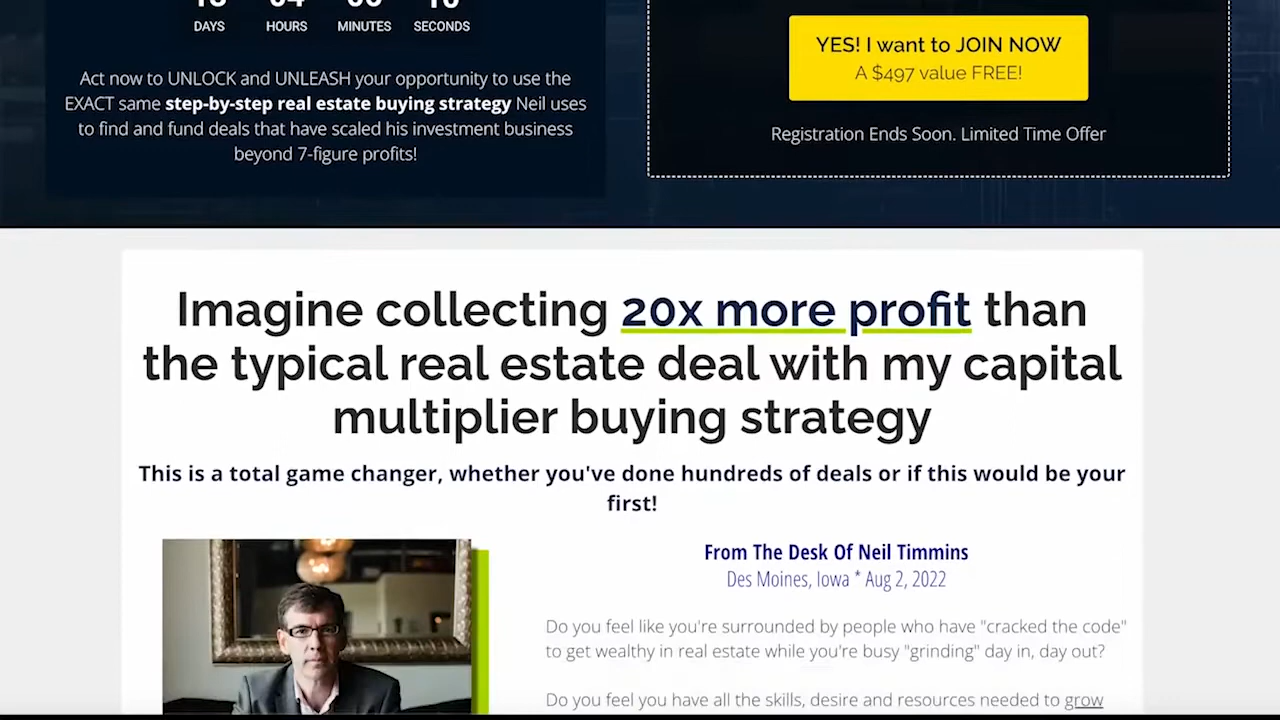 DAYS HOURS MINUTES SECONDS
Act now to UNLOCK and UNLEASH your opportunity to use the
EXACT same step-by-step real estate buying strategy Neil uses
to find and fund deals that have scaled his investment business
beyond 7-figure profits!
YES! I want to JOIN NOW
A $497 value FREE!
Registration Ends Soon. Limited Time Offer
Imagine collecting 20x more profit than
the typical real estate deal with my capital
multiplier buying strategy
This is a total game changer, whether you've done hundreds of deals or if this would be your
first!
From The Desk Of Neil Timmins
Des Moines, Iowa * Aug 2, 2022
Do you feel like you're surrounded by people who have "cracked the code"
to get wealthy in real estate while you're busy "grinding" day in, day out?
Do you feel you have all the skills, desire and resources needed to grow